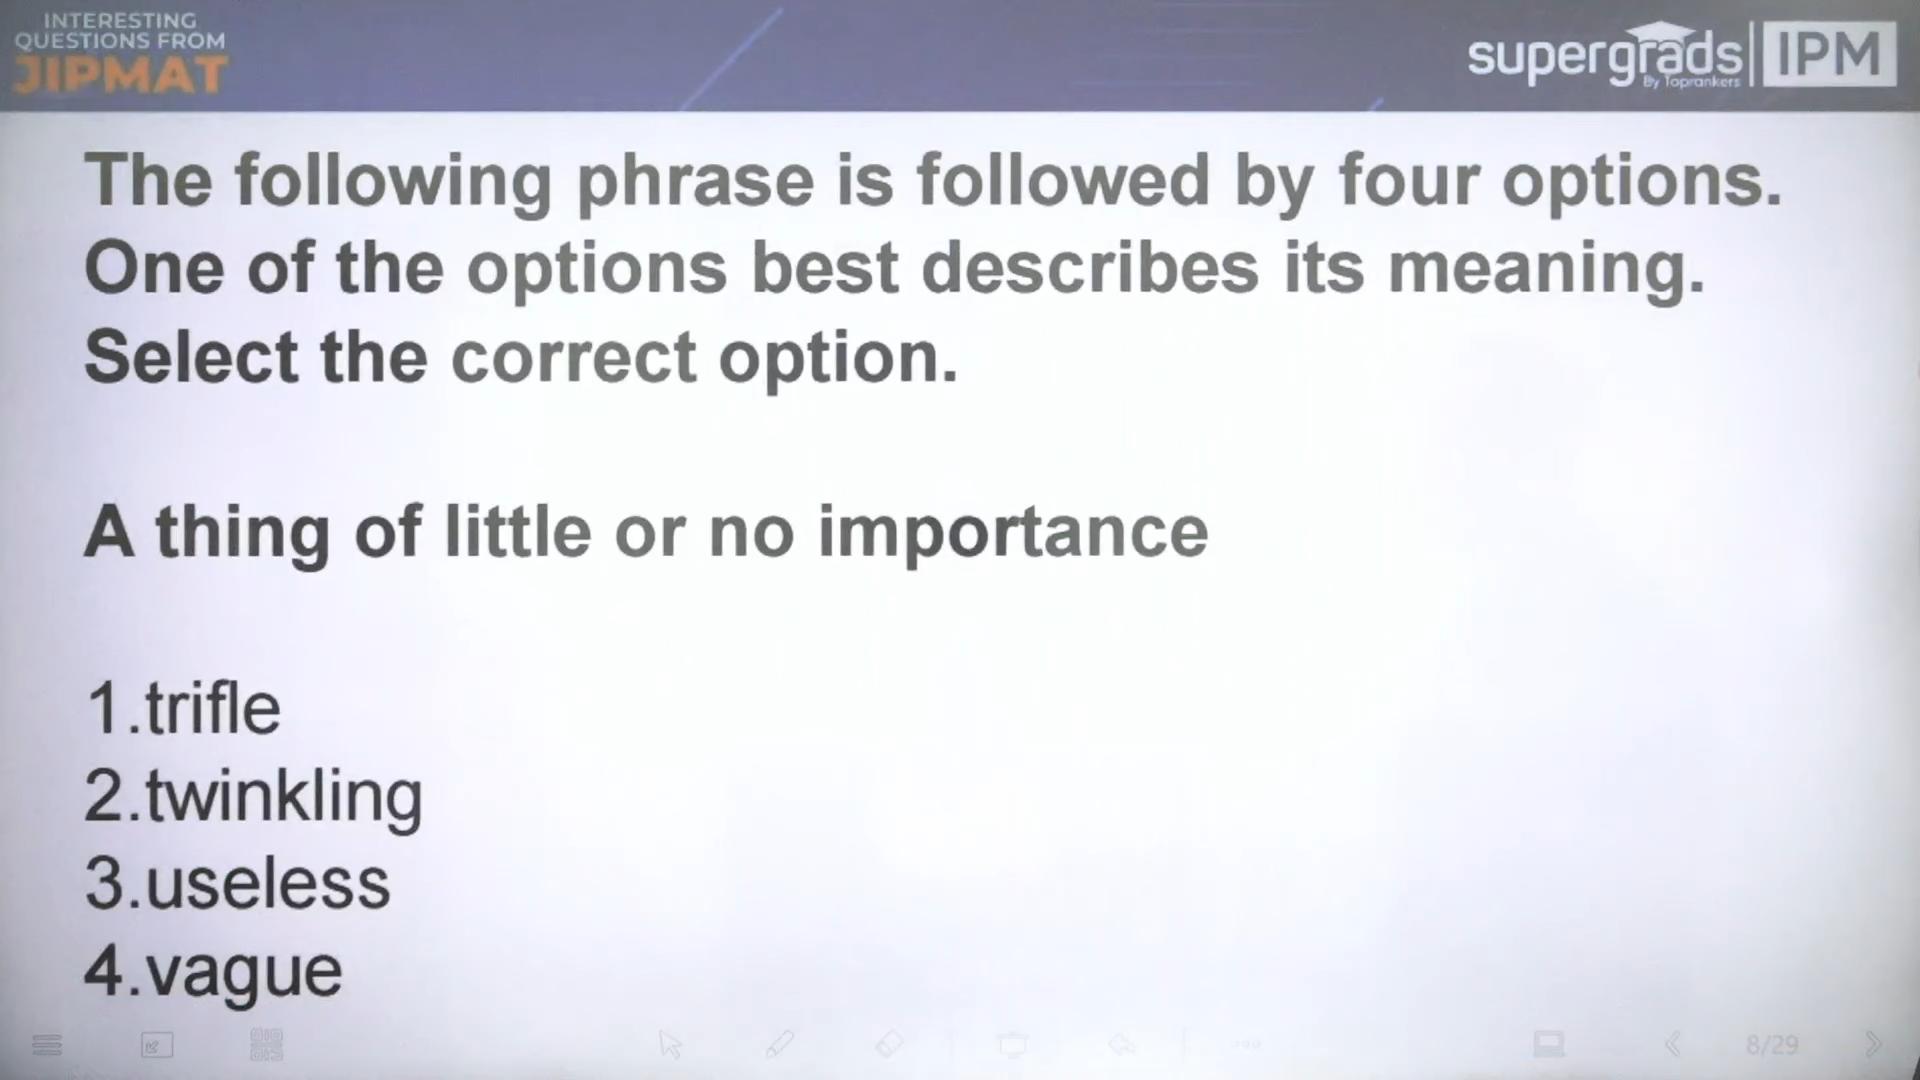 INTERESTING
QUESTIONS FROM
JIPMAT
supergrads
By Toprankers
IPM
The following phrase is followed by four options.
One of the options best describes its meaning.
Select the correct option.
A thing of little or no importance
1.trifle
2.twinkling
3.useless
4.vague
8/29